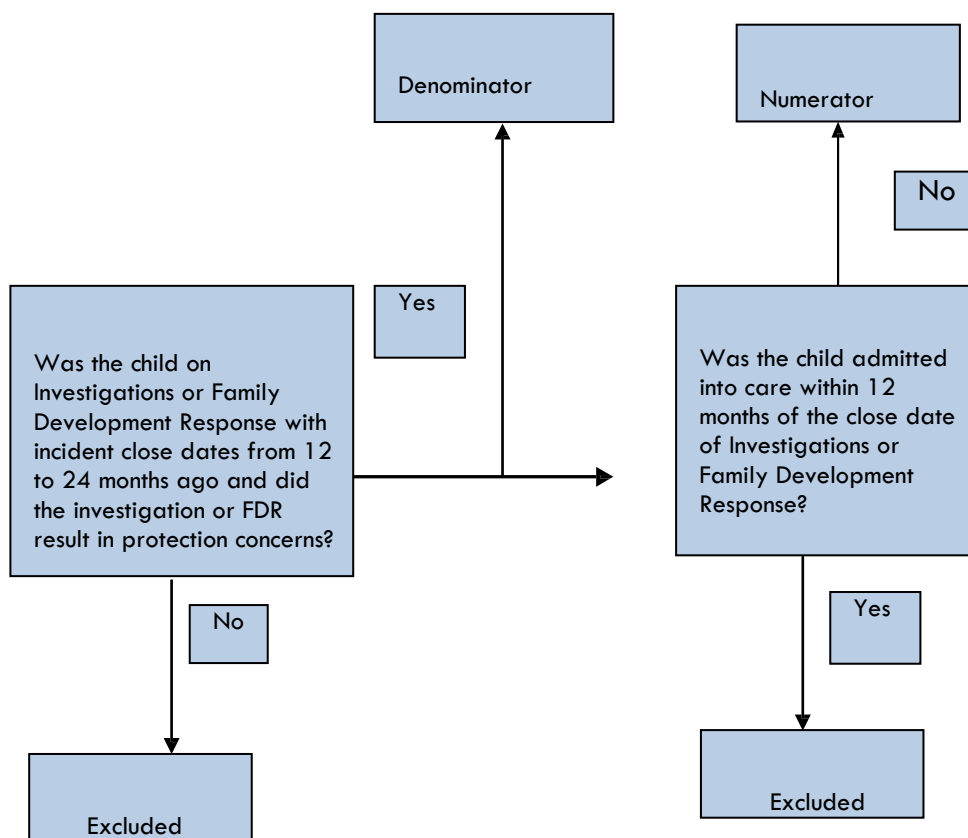 Denominator
Numerator
No
Yes
Was the child on
Investigations or Family
Development Response with
incident close dates from 12
to 24 months ago and did
the investigation or FDR
result in protection concerns?
Was the child admitted
into care within 12
months of the close date
of Investigations or
Family Development
Response?
No
Yes
Excluded
Excluded